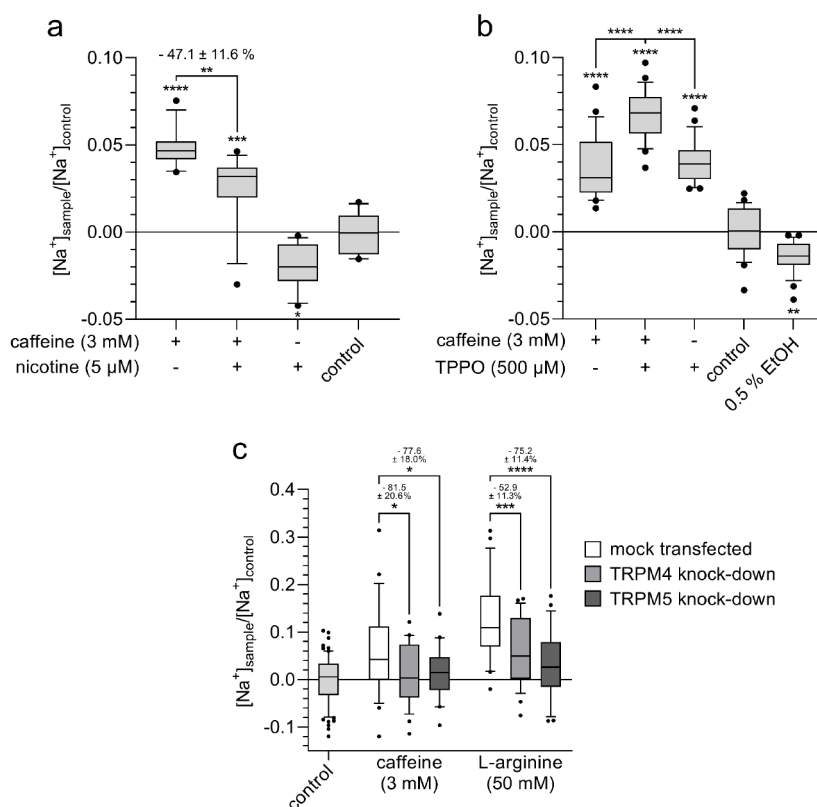 a
- 47.1 ± 11.6 %
**
****
***
*
0.10
0.05
0.00
-0.05
[Na⁺]sample/[Na⁺]control
caffeine (3 mM) + + - control
nicotine (5 µM) - + +
b
**** ****
****
****
****
**
0.10
0.05
0.00
-0.05
[Na⁺]sample/[Na⁺]control
caffeine (3 mM) + + - control 0.5 % EtOH
TPPO (500 µM) - + +
c
- 77.6
± 18.0%
*
- 81.5
± 20.6%
*
- 75.2
± 11.4%
****
- 52.9
± 11.3%
***
0.4
0.3
0.2
0.1
0.0
-0.1
[Na⁺]sample/[Na⁺]control
mock transfected
TRPM4 knock-down
TRPM5 knock-down
control
caffeine
(3 mM)
L-arginine
(50 mM)